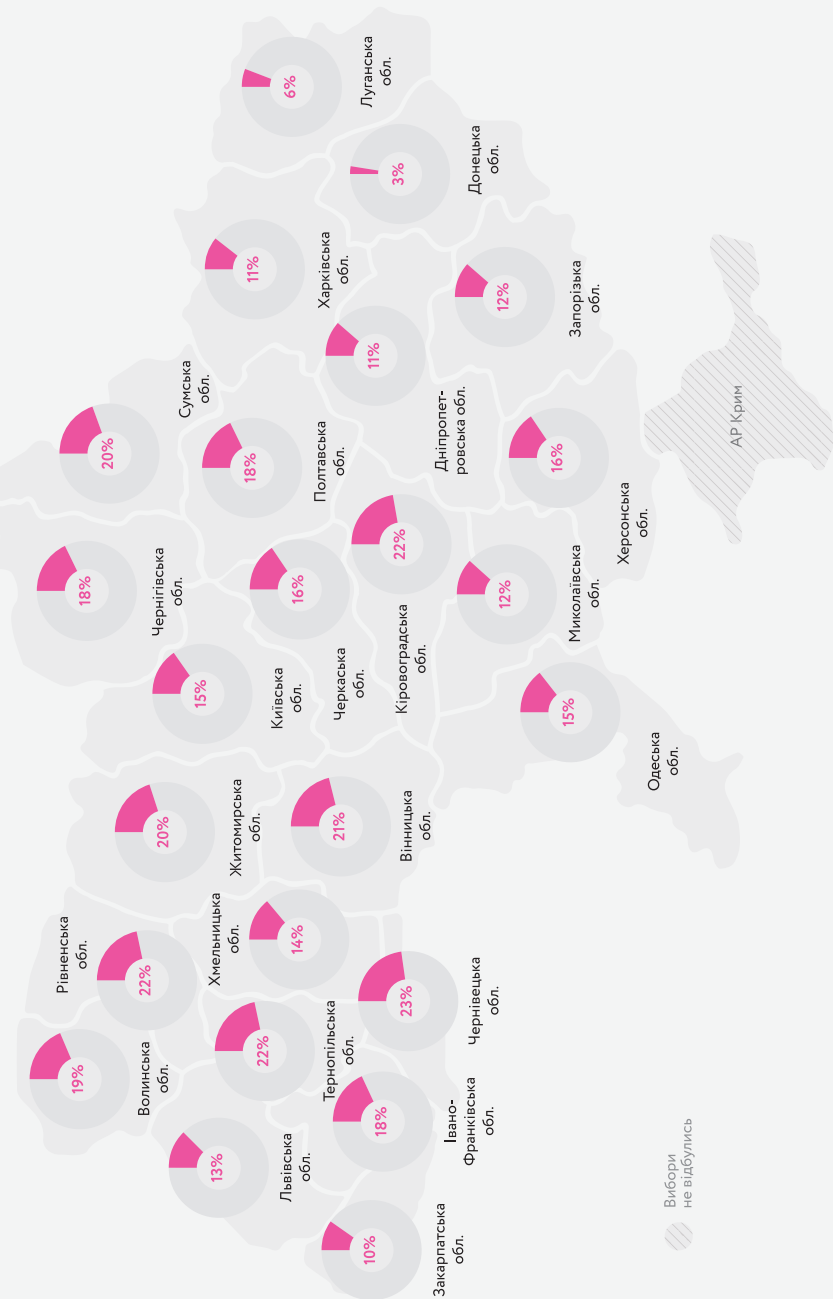 19%
Волинська
обл.
Рівненська
обл.
22%
20%
Житомирська
обл.
15%
Київська
обл.
18%
Чернігівська
обл.
20%
Сумська
обл.
13%
Львівська
обл.
22%
Тернопільська
обл.
Хмельницька
обл.
14%
21%
Вінницька
обл.
16%
Черкаська
обл.
18%
Полтавська
обл.
11%
Харківська
обл.
6%
Луганська
обл.
10%
Закарпатська
обл.
18%
Івано-
Франківська
обл.
23%
Чернівецька
обл.
22%
Кіровоградська
обл.
11%
Дніпропет-
ровська обл.
3%
Донецька
обл.
15%
Одеська
обл.
12%
Миколаївська
обл.
16%
Херсонська
обл.
12%
Запорізька
обл.
АР Крим
Вибори
не відбулись